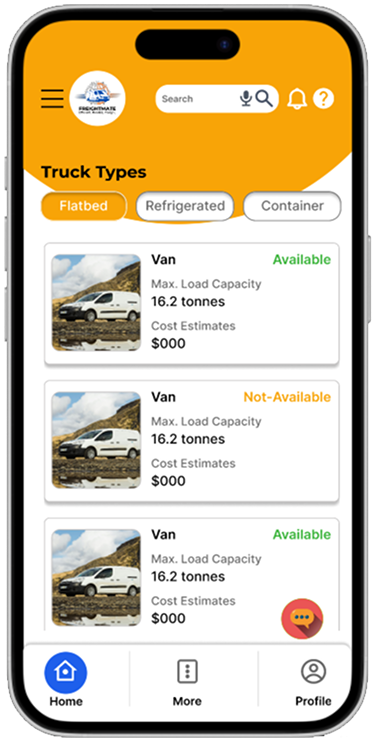 FREIGHTMATE
Search
?
Truck Types
Flatbed
Refrigerated
Container
Van
Available
Max. Load Capacity
16.2 tonnes
Cost Estimates
$000
Van
Not-Available
Max. Load Capacity
16.2 tonnes
Cost Estimates
$000
Van
Available
Max. Load Capacity
16.2 tonnes
Cost Estimates
$000
Home
More
Profile